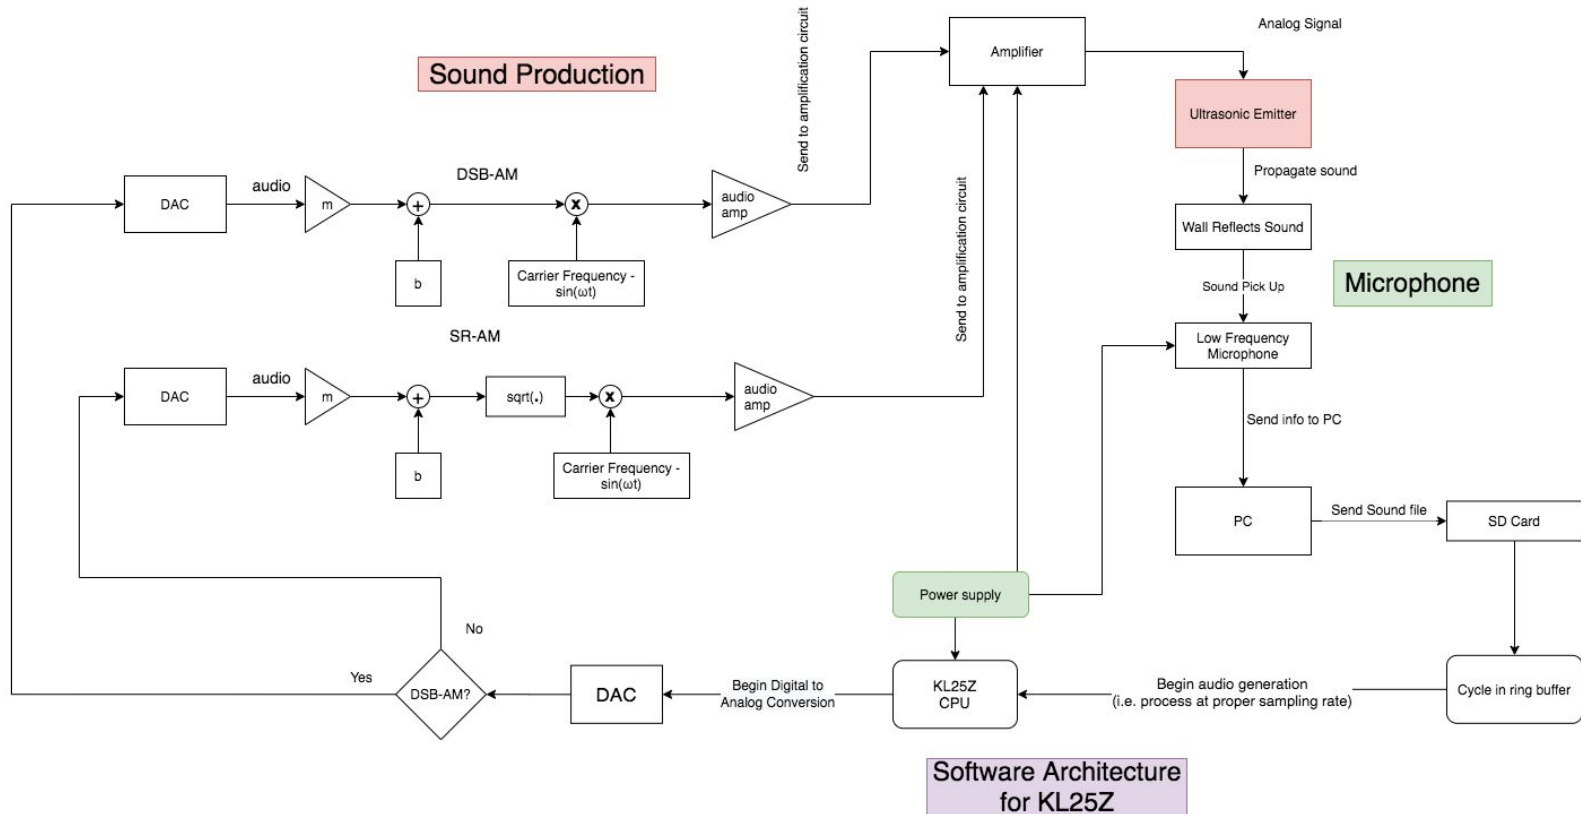 Analog Signal
Amplifier
Sound Production
Send to amplification circuit
Ultrasonic Emitter
Propagate sound
DSB-AM
audio
DAC
m
+
x
audio
amp
Wall Reflects Sound
b
Carrier Frequency -
sin(ωt)
Send to amplification circuit
Sound Pick Up
Microphone
SR-AM
Low Frequency
Microphone
audio
DAC
m
+
sqrt(.)
x
audio
amp
Send info to PC
b
Carrier Frequency -
sin(ωt)
PC
Send Sound file
SD Card
Power supply
No
Yes
DSB-AM?
DAC
Begin Digital to
Analog Conversion
KL25Z
CPU
Begin audio generation
(i.e. process at proper sampling rate)
Cycle in ring buffer
Software Architecture
for KL25Z